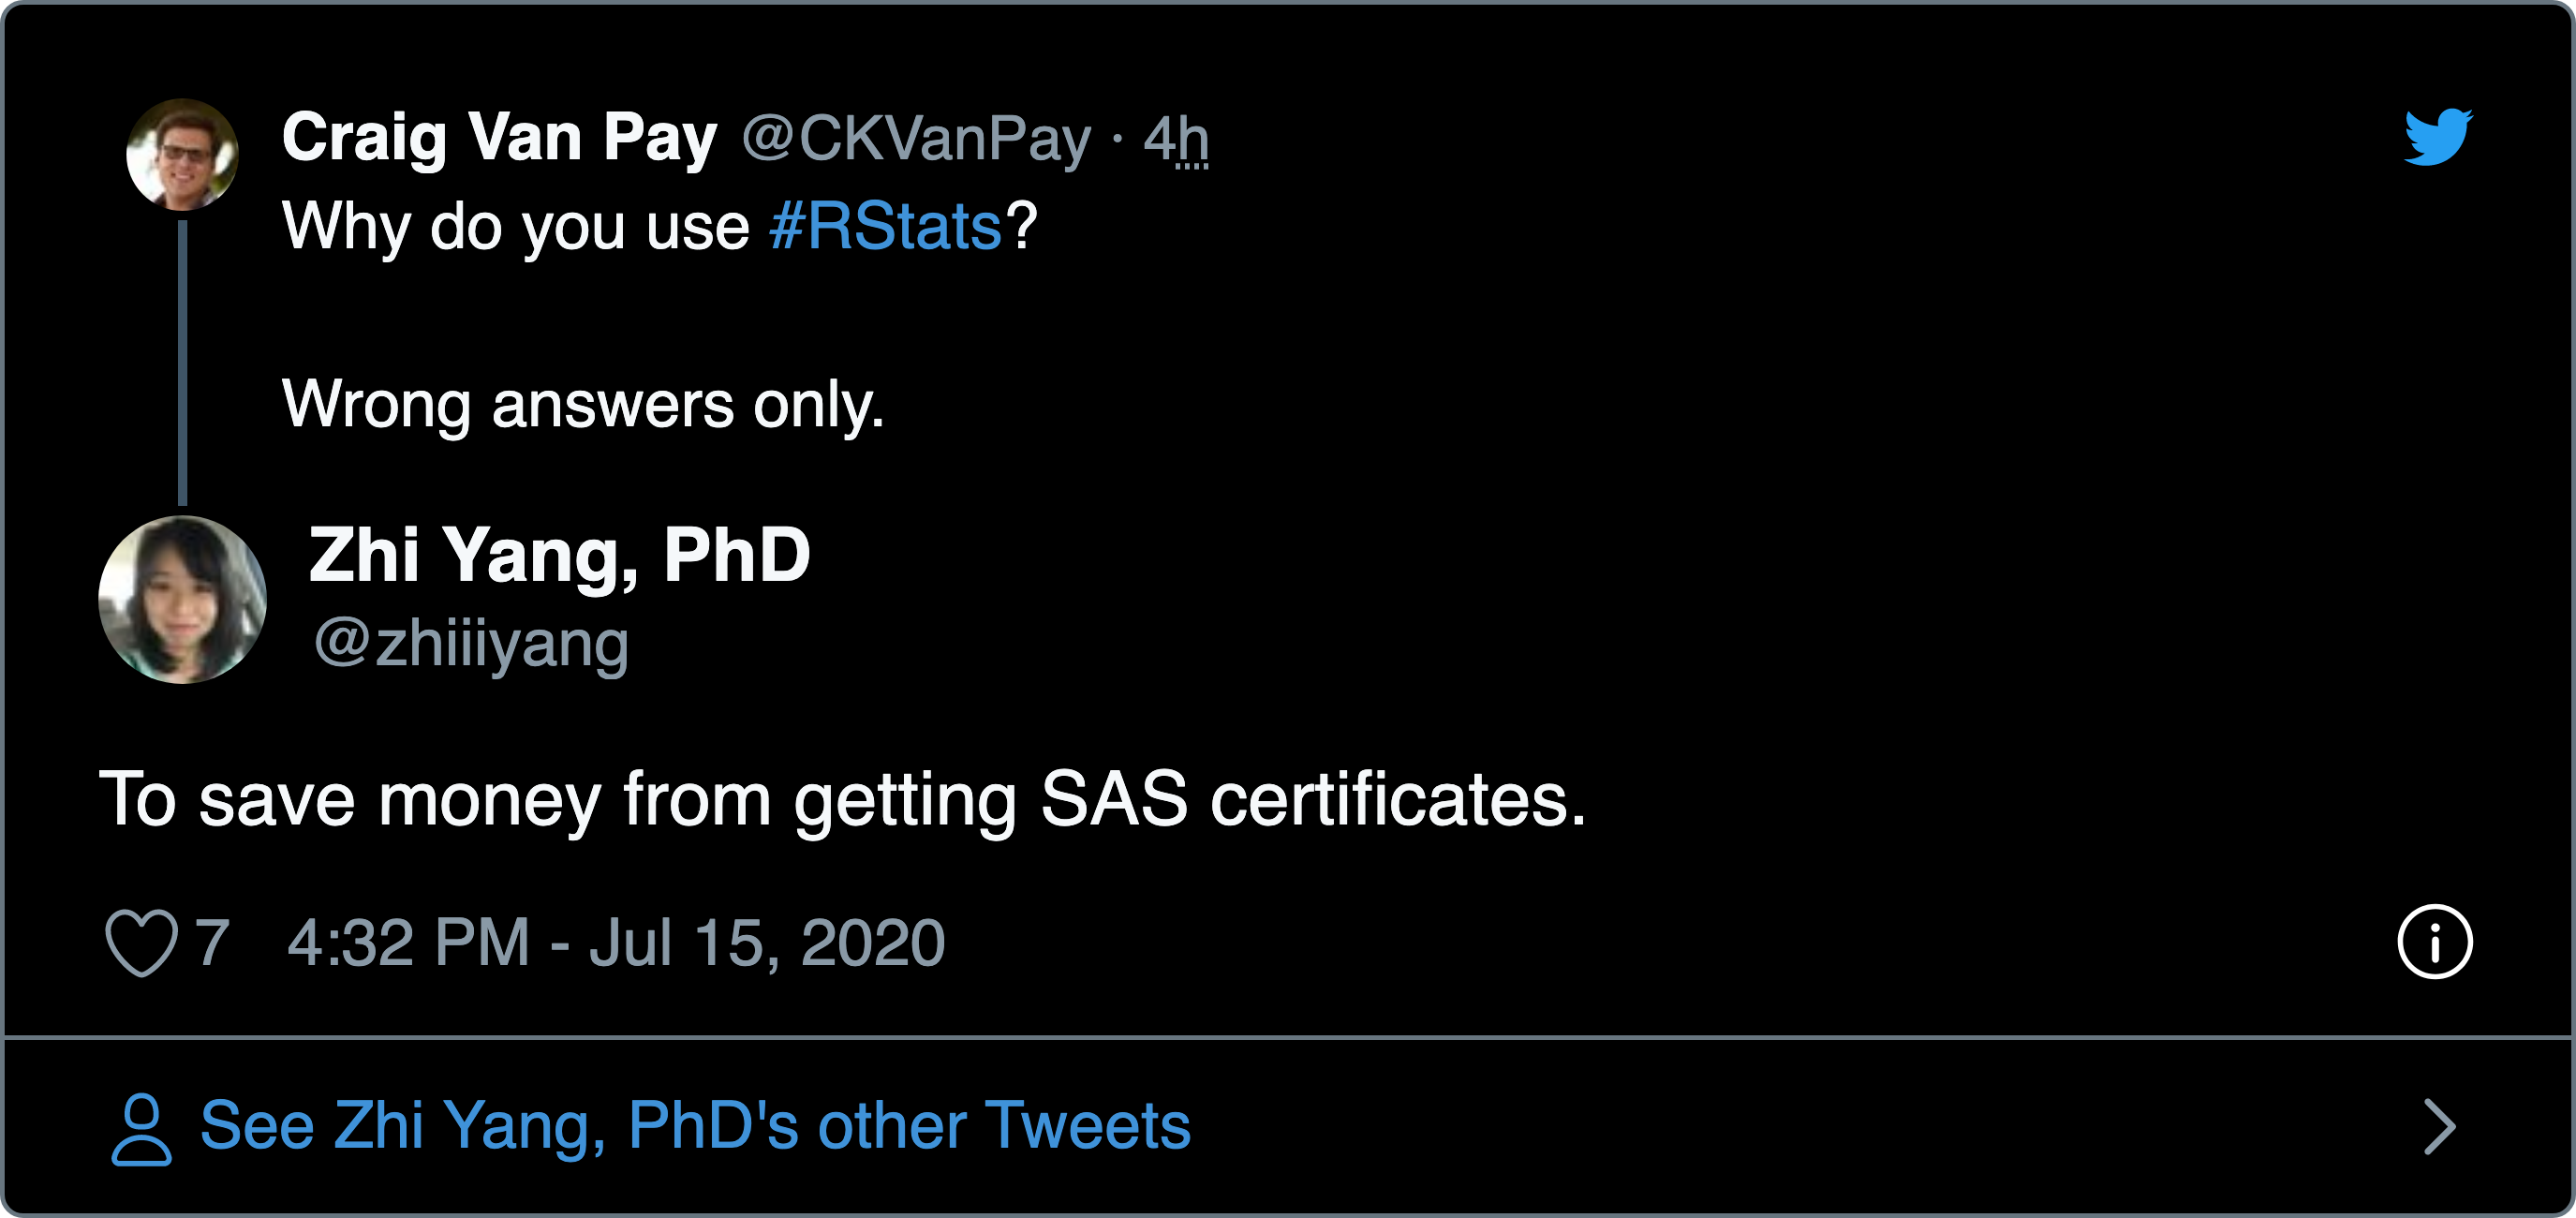 Craig Van Pay @CKVanPay · 4h
Why do you use #RStats?
Wrong answers only.
Zhi Yang, PhD
@zhiiiyang
To save money from getting SAS certificates.
7 4:32 PM - Jul 15, 2020
See Zhi Yang, PhD's other Tweets